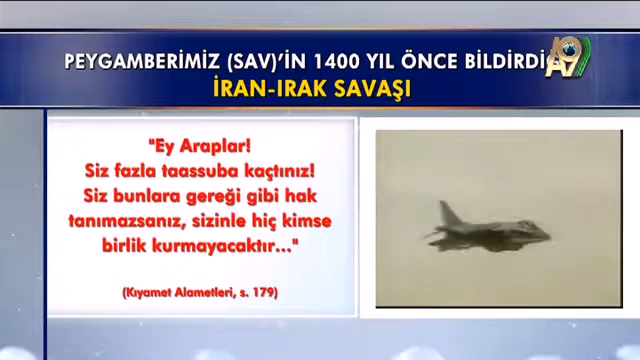 PEYGAMBERİMİZ (SAV)'İN 1400 YIL ÖNCE BİLDİRDİ
A9
İRAN-IRAK SAVAŞI
"Ey Araplar!
Siz fazla taassuba kaçtınız!
Siz bunlara gereği gibi hak
tanımazsanız, sizinle hiç kimse
birlik kurmayacaktır..."
(Kıyamet Alametleri, s. 179)